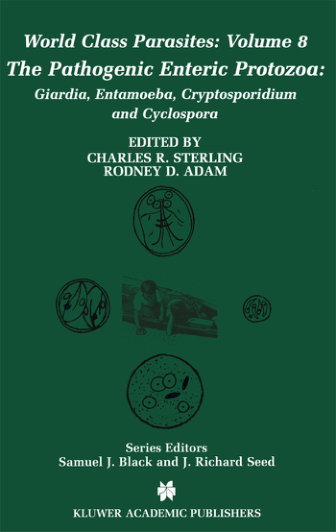 World Class Parasites: Volume 8
The Pathogenic Enteric Protozoa:
Giardia, Entamoeba, Cryptosporidium
and Cyclospora
EDITED BY
CHARLES R. STERLING
RODNEY D. ADAM
Series Editors
Samuel J. Black and J. Richard Seed
KLUWER ACADEMIC PUBLISHERS